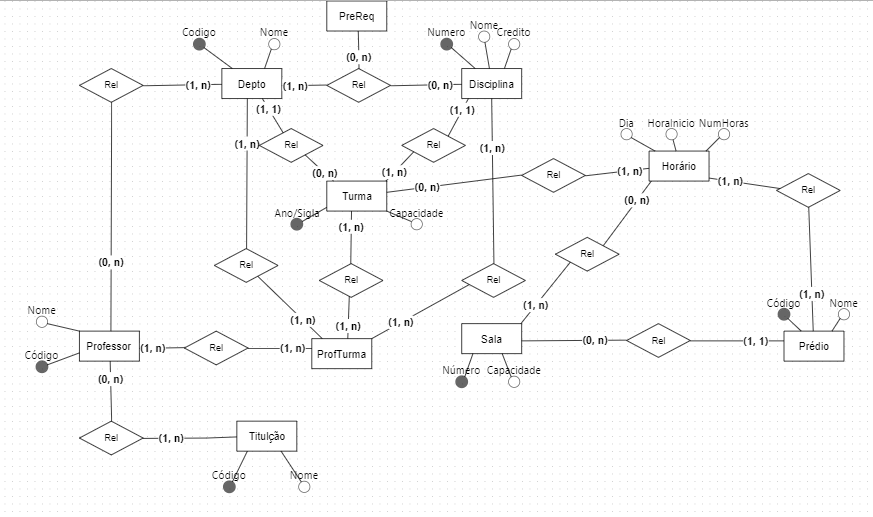 PreReq
Codigo
Nome
Numero
Nome
Credito
(0, n)
Rel
(1, n)
Depto
(1, n)
Rel
(0, n)
Disciplina
(1, 1)
(1, 1)
Dia
HoraInicio
NumHoras
(1, n)
Rel
Rel
(1, n)
(0, n)
(1, n)
Rel
(1, n)
Horário
(1, n)
Rel
Turma
(0, n)
(0, n)
Ano/Sigla
Capacidade
(1, n)
Rel
(0, n)
Rel
Rel
Rel
(1, n)
Nome
(1, n)
(1, n)
(1, n)
(1, n)
Código
Nome
Professor
(1, n)
Rel
(1, n)
ProfTurma
Sala
(0, n)
Rel
(1, 1)
Prédio
Código
(0, n)
Número
Capacidade
Rel
(1, n)
Titulção
Código
Nome